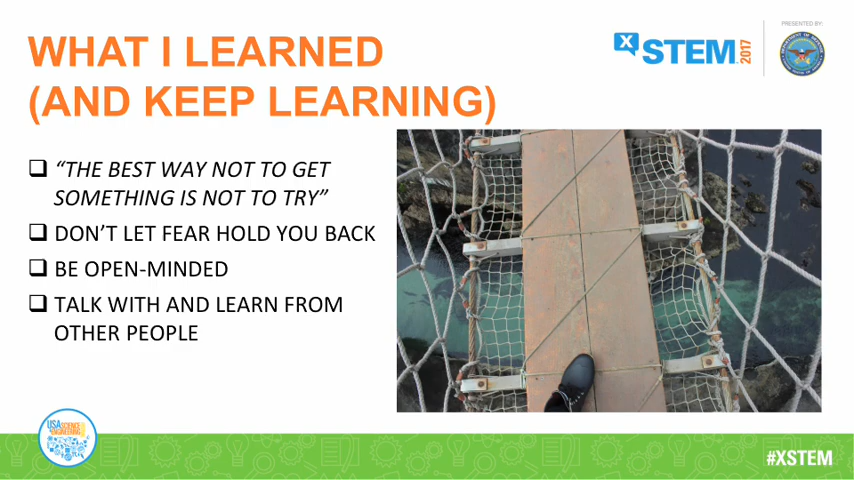 WHAT I LEARNED
(AND KEEP LEARNING)
X STEM 2017
PRESENTED BY:
“THE BEST WAY NOT TO GET
SOMETHING IS NOT TO TRY”
DON’T LET FEAR HOLD YOU BACK
BE OPEN-MINDED
TALK WITH AND LEARN FROM
OTHER PEOPLE
USA SCIENCE
ENGINEERING
#XSTEM